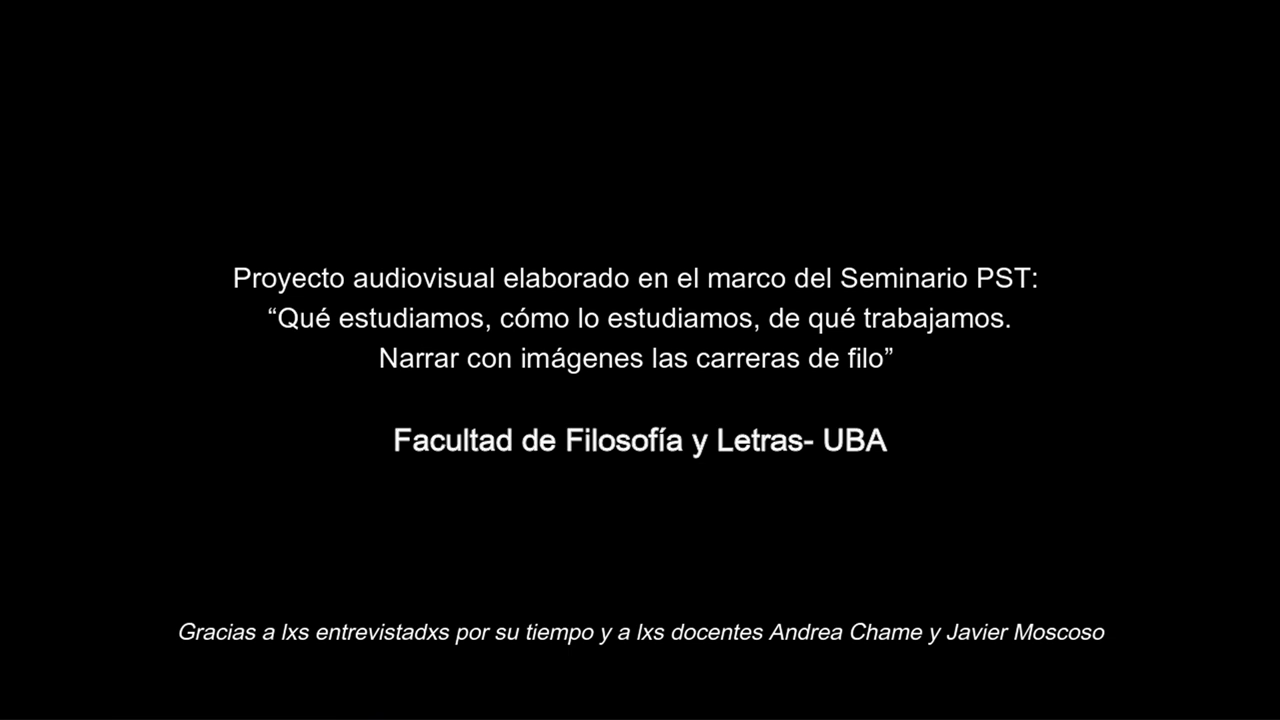 Proyecto audiovisual elaborado en el marco del Seminario PST:
“Qué estudiamos, cómo lo estudiamos, de qué trabajamos.
Narrar con imágenes las carreras de filo”
Facultad de Filosofía y Letras- UBA
Gracias a lxs entrevistadxs por su tiempo y a lxs docentes Andrea Chame y Javier Moscoso